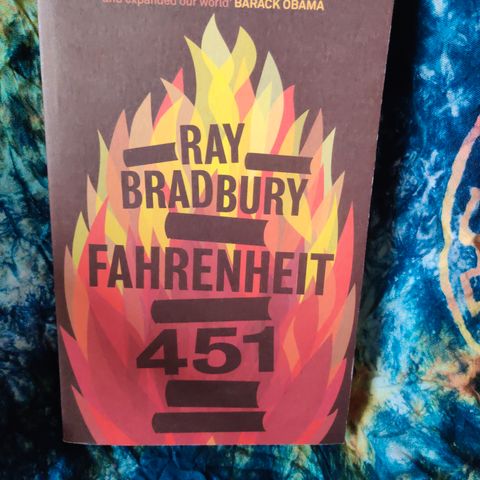 and expanded our world' BARACK OBAMA
RAY
BRADBURY
FAHRENHEIT
451